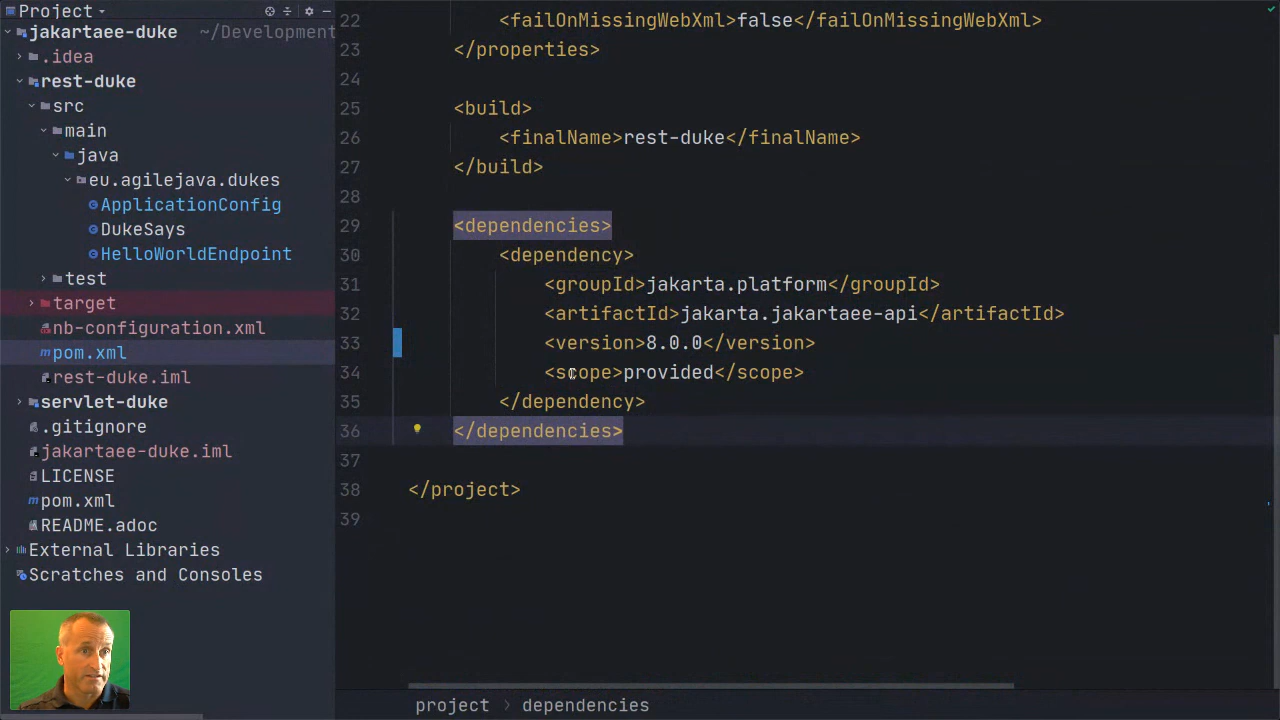 Project
jakartaee-duke ~/Development
.idea
rest-duke
src
main
java
eu.agilejava.dukes
ApplicationConfig
DukeSays
HelloWorldEndpoint
test
target
nb-configuration.xml
pom.xml
rest-duke.iml
servlet-duke
.gitignore
jakartaee-duke.iml
LICENSE
pom.xml
README.adoc
External Libraries
Scratches and Consoles
22 <failOnMissingWebXml>false</failOnMissingWebXml>
23 </properties>
24
25 <build>
26 <finalName>rest-duke</finalName>
27 </build>
28
29 <dependencies>
30 <dependency>
31 <groupId>jakarta.platform</groupId>
32 <artifactId>jakarta.jakartaee-api</artifactId>
33 <version>8.0.0</version>
34 <scope>provided</scope>
35 </dependency>
36 </dependencies>
37
38 </project>
39
project > dependencies